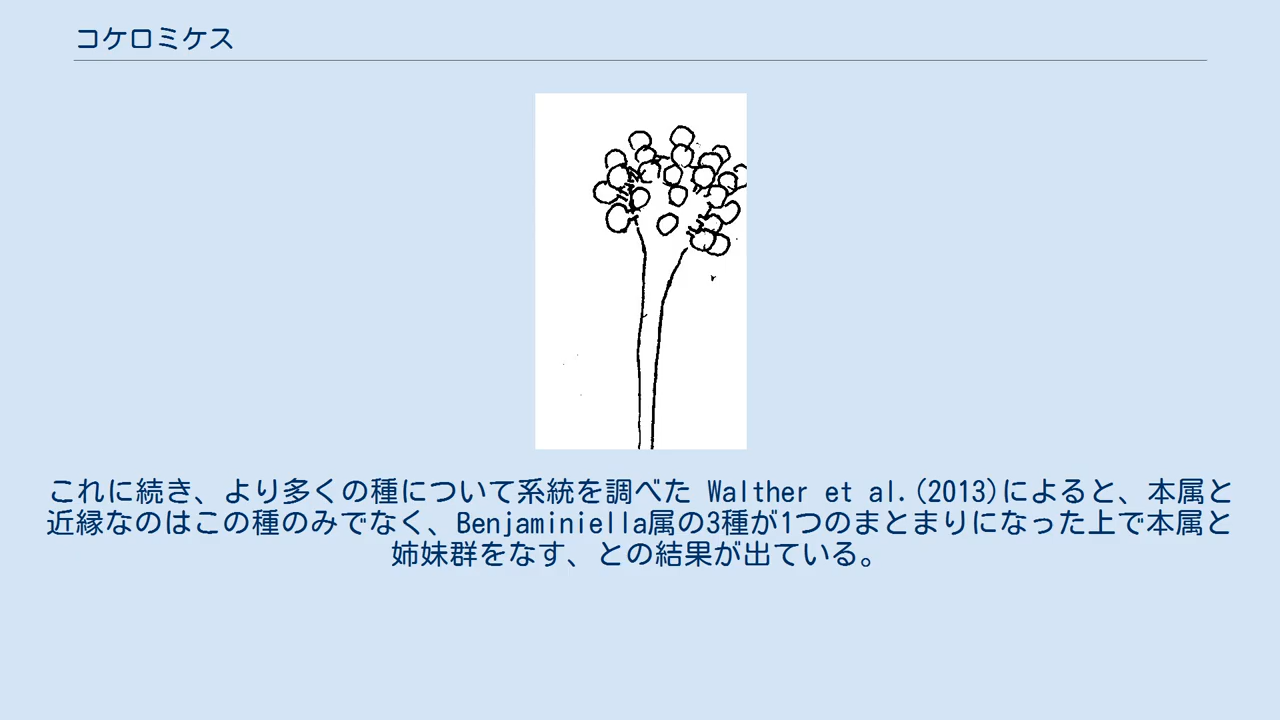 コケロミケス
これに続き、より多くの種について系統を調べた Walther et al.(2013)によると、本属と
近縁なのはこの種のみでなく、Benjaminiella属の3種が1つのまとまりになった上で本属と
姉妹群をなす、との結果が出ている。